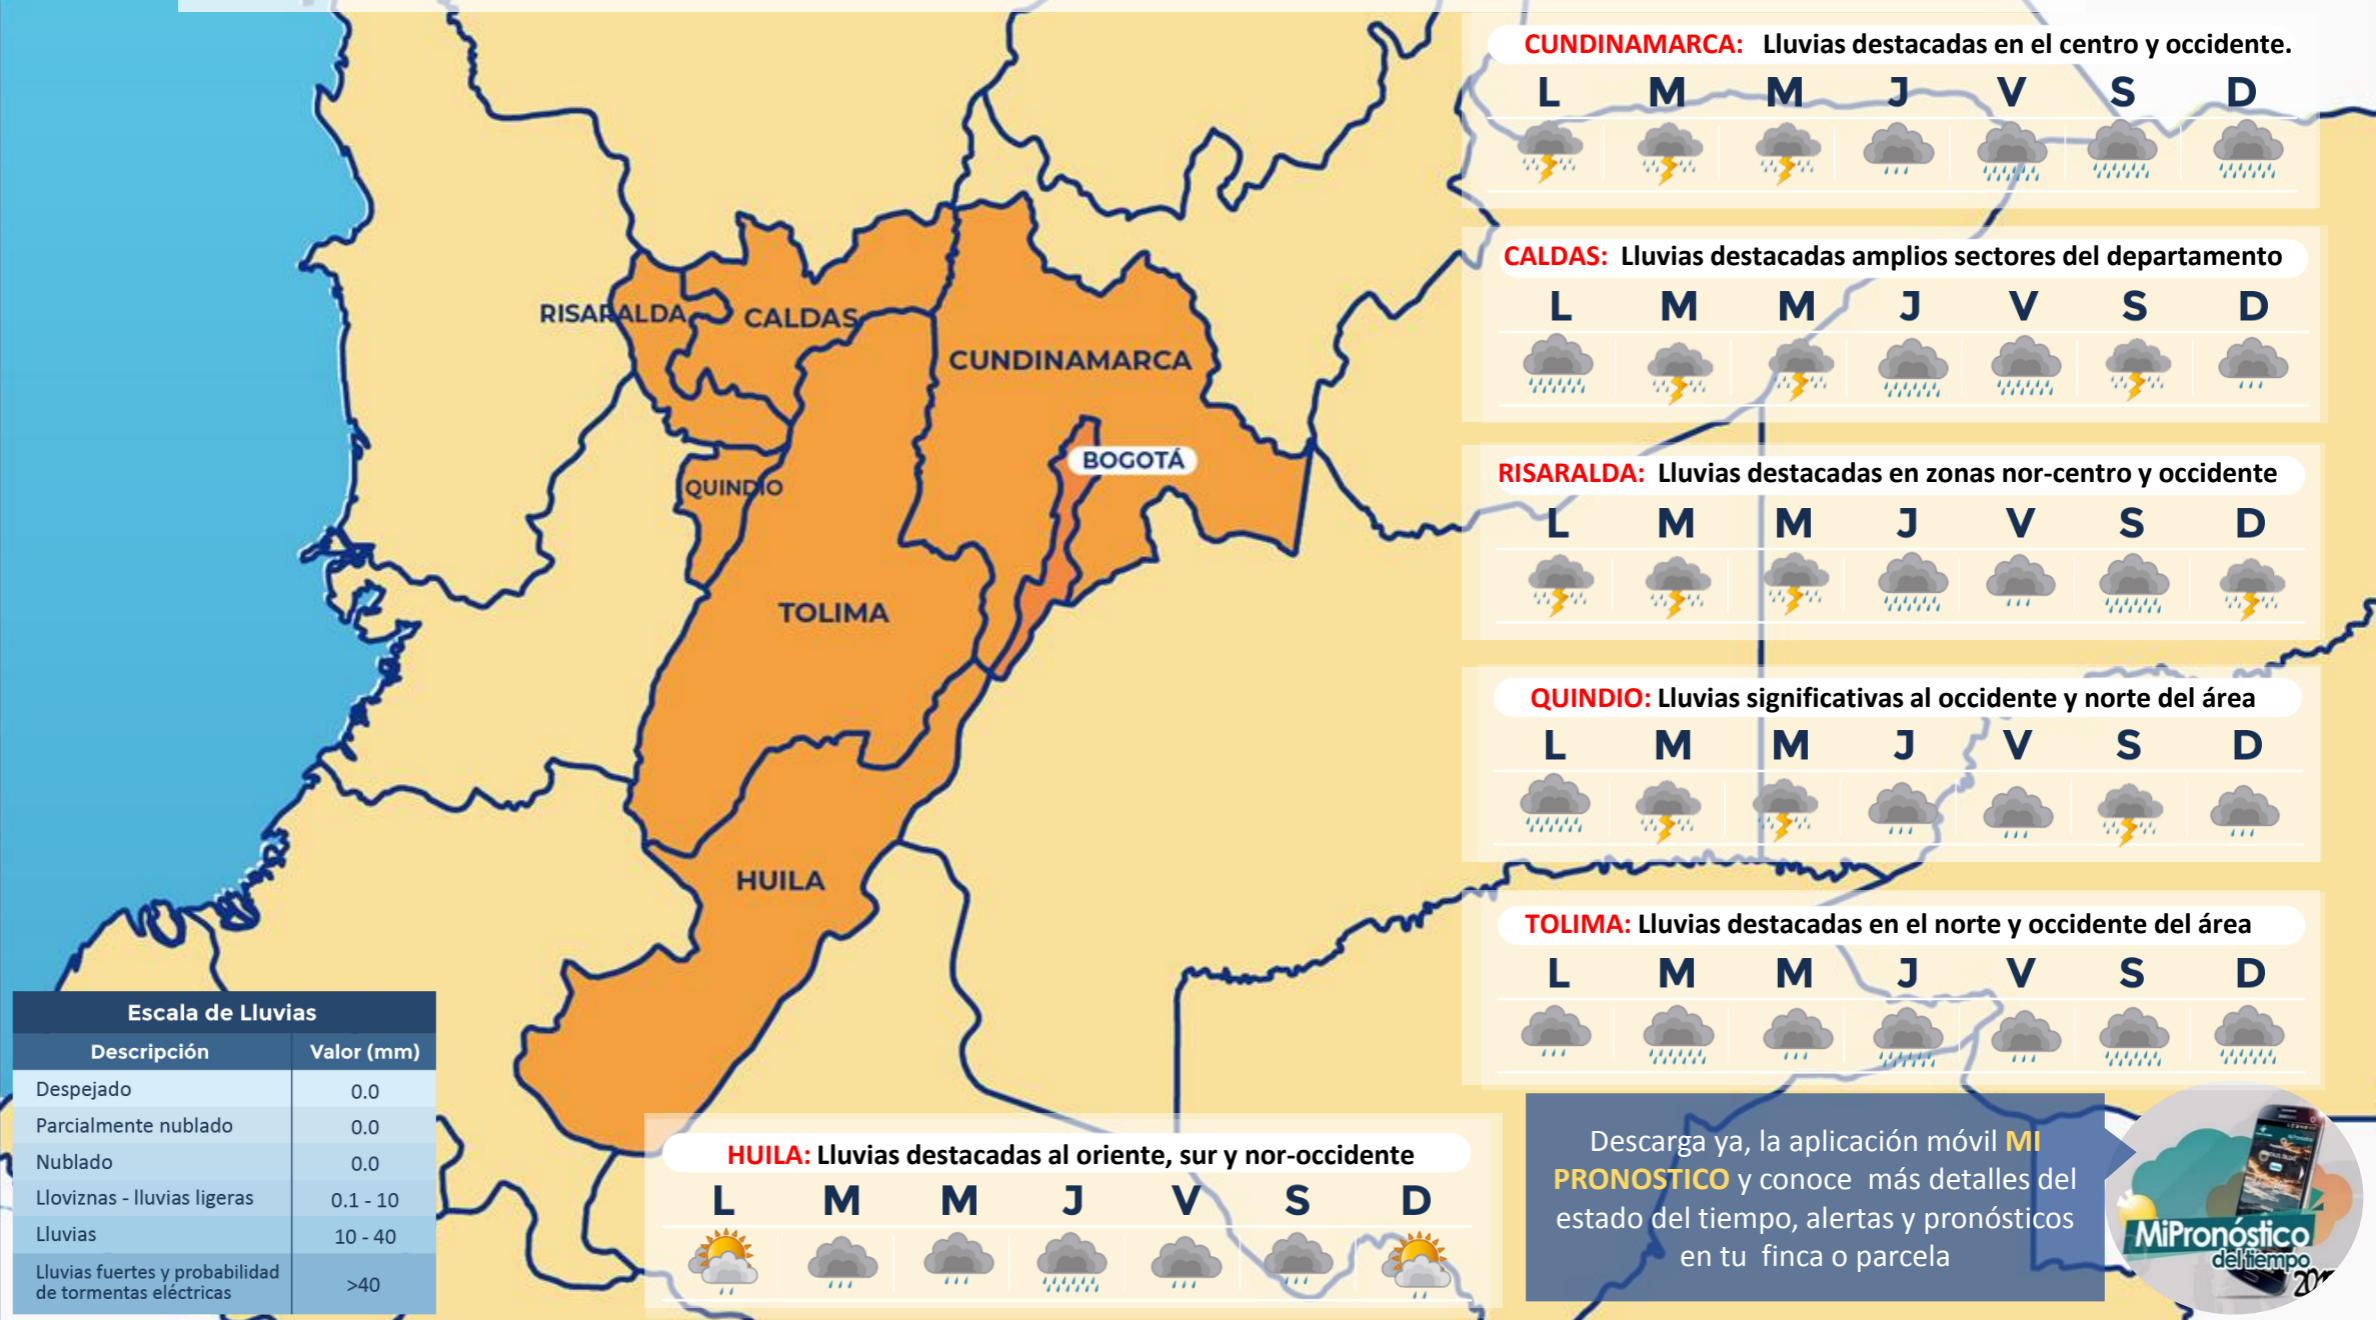 CUNDINAMARCA: Lluvias destacadas en el centro y occidente.
L M M J V S D
CALDAS: Lluvias destacadas amplios sectores del departamento
L M M J V S D
RISARALDA: Lluvias destacadas en zonas nor-centro y occidente
L M M J V S D
QUINDIO: Lluvias significativas al occidente y norte del área
L M M J V S D
TOLIMA: Lluvias destacadas en el norte y occidente del área
L M M J V S D
RISARALDA
CALDAS
CUNDINAMARCA
BOGOTÁ
QUINDIO
TOLIMA
HUILA
Escala de Lluvias
Descripción Valor (mm)
Despejado 0.0
Parcialmente nublado 0.0
Nublado 0.0
Lloviznas - lluvias ligeras 0.1 - 10
Lluvias 10 - 40
Lluvias fuertes y probabilidad
de tormentas eléctricas >40
HUILA: Lluvias destacadas al oriente, sur y nor-occidente
L M M J V S D
Descarga ya, la aplicación móvil MI
PRONOSTICO y conoce más detalles del
estado del tiempo, alertas y pronósticos
en tu finca o parcela
MiPronóstico
del tiempo